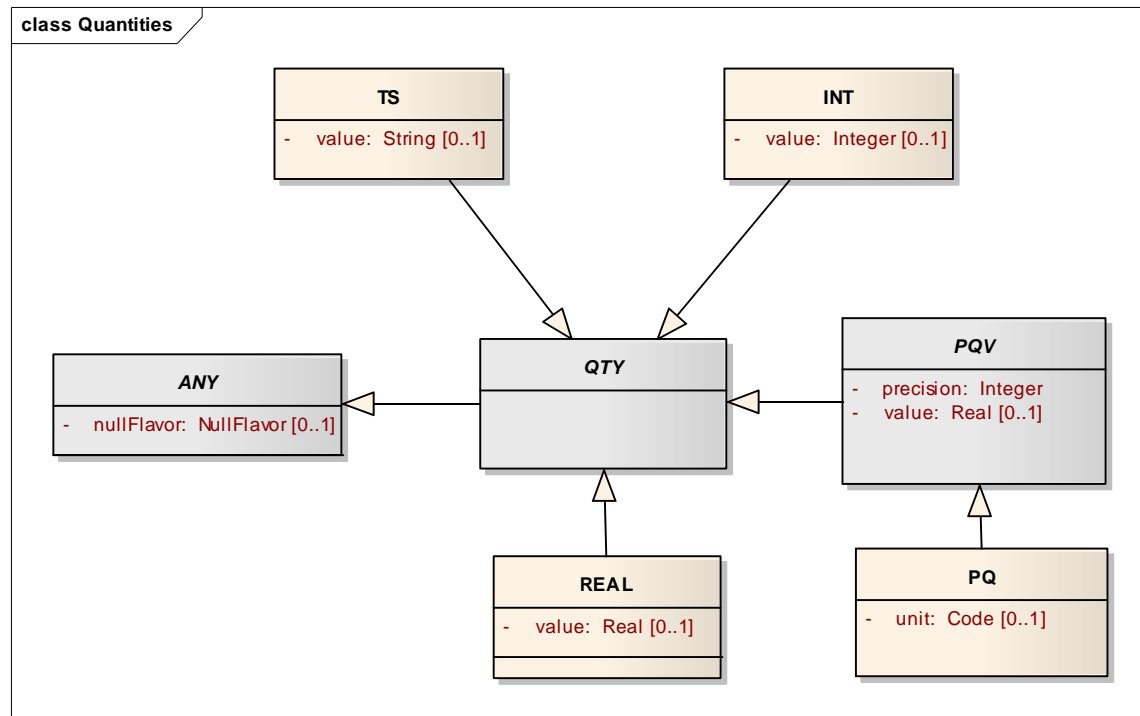 class Quantities
TS
- value: String [0..1]
INT
- value: Integer [0..1]
ANY
- nullFlavor: NullFlavor [0..1]
QTY
PQV
- precision: Integer
- value: Real [0..1]
REAL
- value: Real [0..1]
PQ
- unit: Code [0..1]